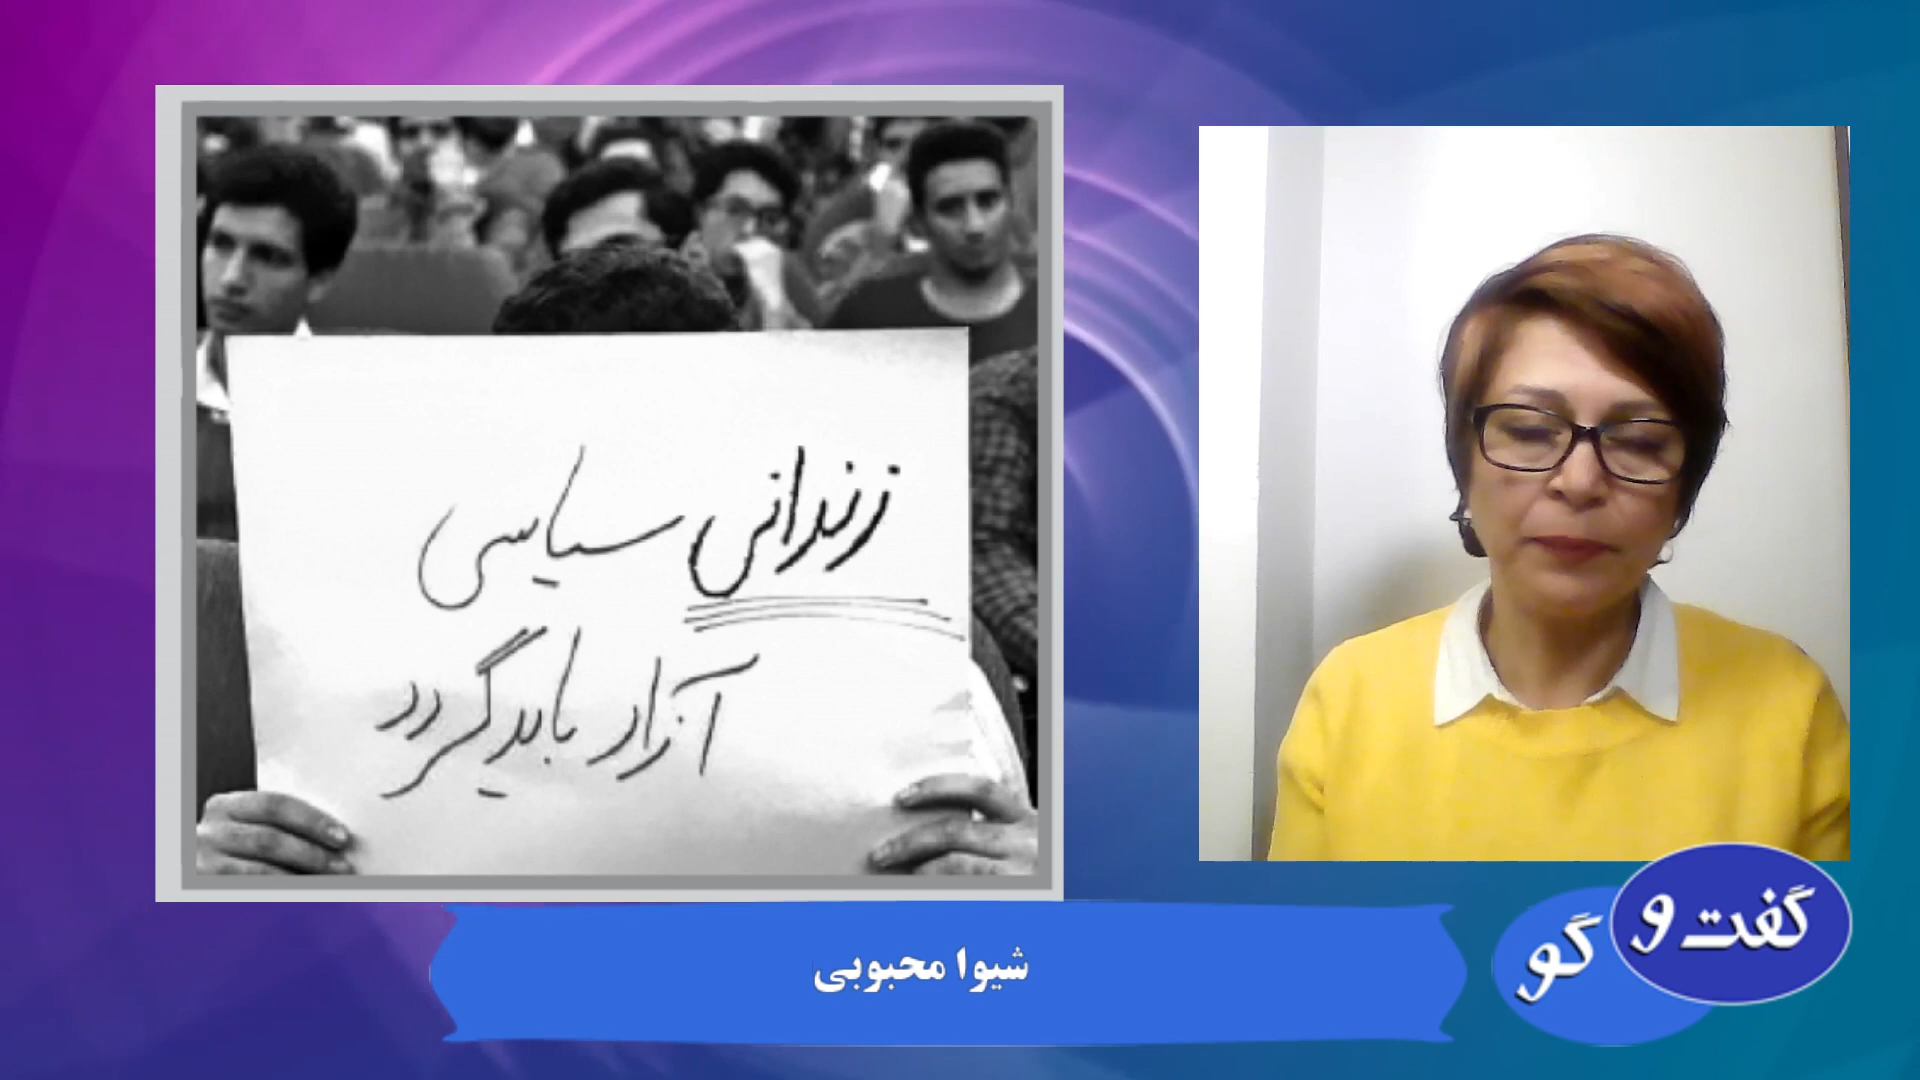 زندانی سیاسی
آزاد باید گردد
شیوا محبوبی
گفت و
گو